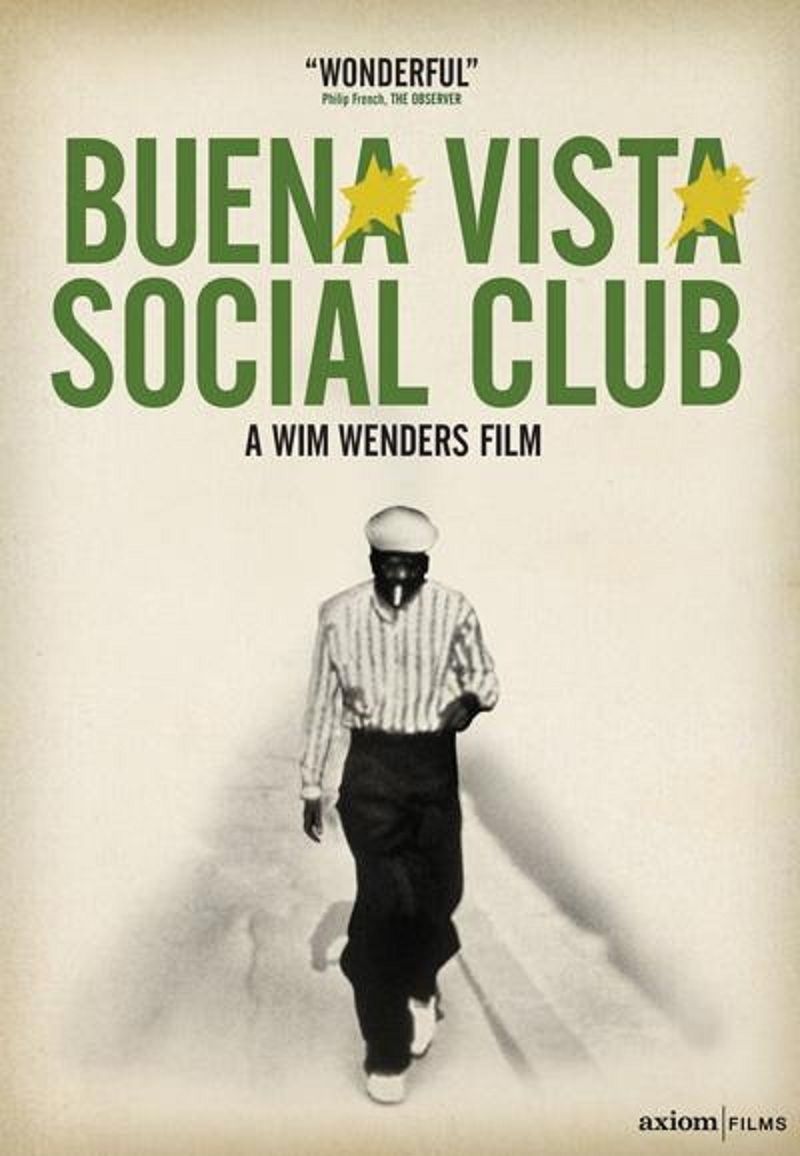 “WONDERFUL”
Philip French, THE OBSERVER
BUENA VISTA
SOCIAL CLUB
A WIM WENDERS FILM
axiom FILMS